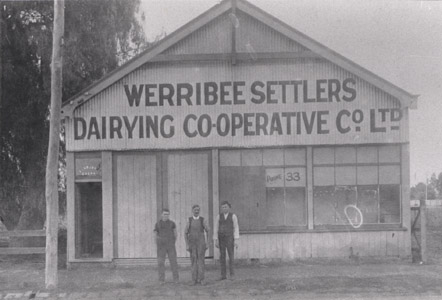 WERRIBEE SETTLERS
DAIRYING CO-OPERATIVE CO LTD
33